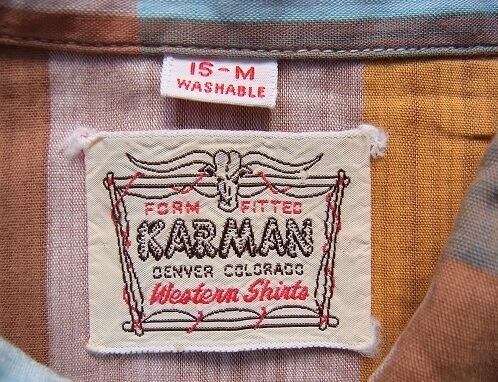 15-M
WASHABLE
FORM FITTED
KARMAN
DENVER COLORADO
Western Shirts